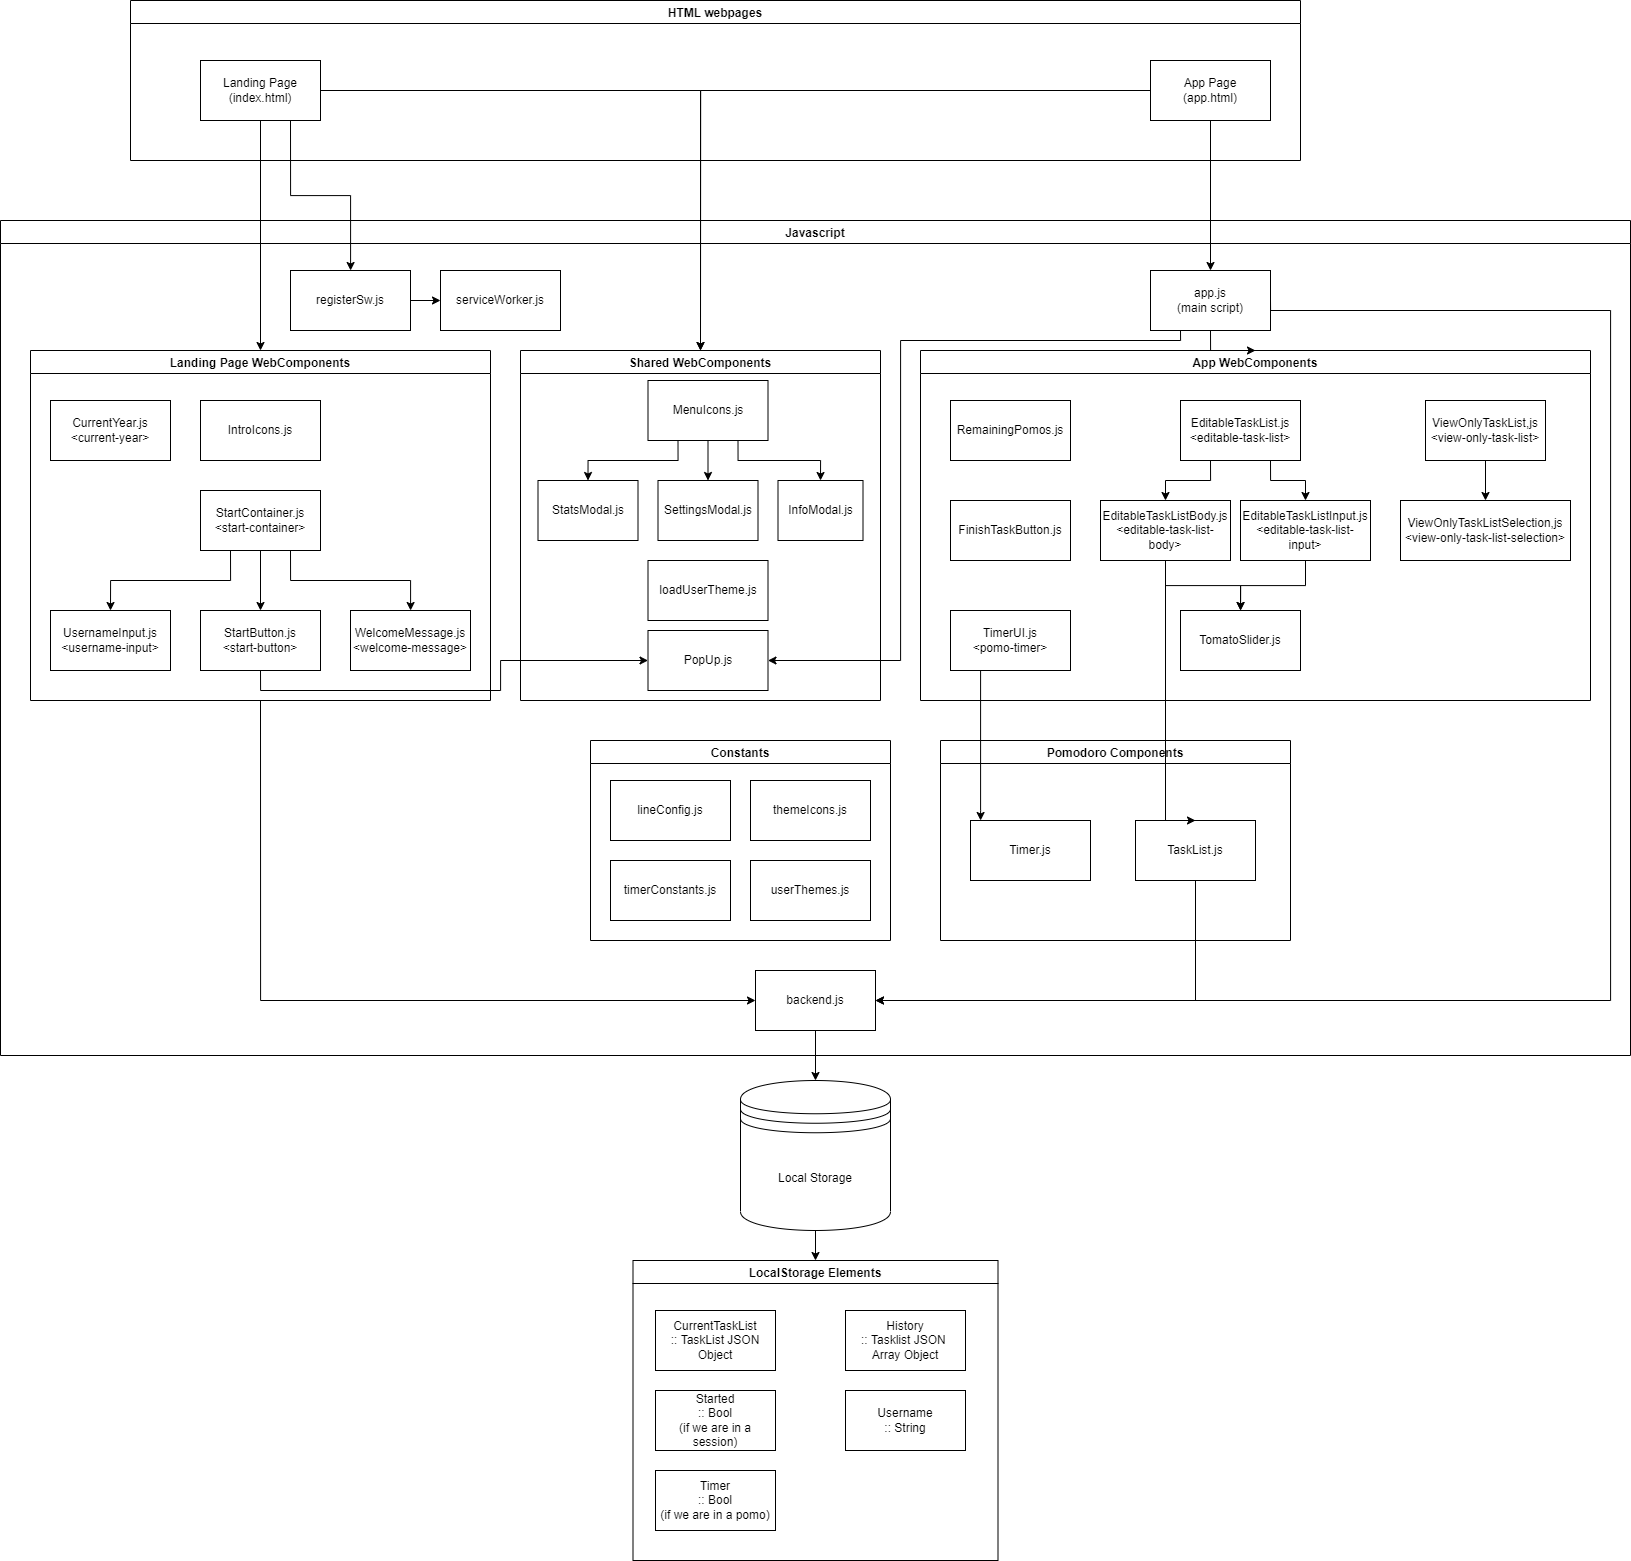 HTML webpages
Landing Page
(index.html)
App Page
(app.html)
Javascript
registerSw.js
serviceWorker.js
app.js
(main script)
Landing Page WebComponents
CurrentYear.js
<current-year>
IntroIcons.js
StartContainer.js
<start-container>
UsernameInput.js
<username-input>
StartButton.js
<start-button>
WelcomeMessage.js
<welcome-message>
Shared WebComponents
MenuIcons.js
StatsModal.js
SettingsModal.js
InfoModal.js
loadUserTheme.js
PopUp.js
App WebComponents
RemainingPomos.js
EditableTaskList.js
<editable-task-list>
ViewOnlyTaskList,js
<view-only-task-list>
FinishTaskButton.js
EditableTaskListBody.js
<editable-task-list-
body>
EditableTaskListInput.js
<editable-task-list-
input>
ViewOnlyTaskListSelection,js
<view-only-task-list-selection>
TimerUI.js
<pomo-timer>
TomatoSlider.js
Constants
lineConfig.js
themeIcons.js
timerConstants.js
userThemes.js
Pomodoro Components
Timer.js
TaskList.js
backend.js
Local Storage
LocalStorage Elements
CurrentTaskList
:: TaskList JSON
Object
History
:: Tasklist JSON
Array Object
Started
:: Bool
(if we are in a
session)
Username
:: String
Timer
:: Bool
(if we are in a pomo)